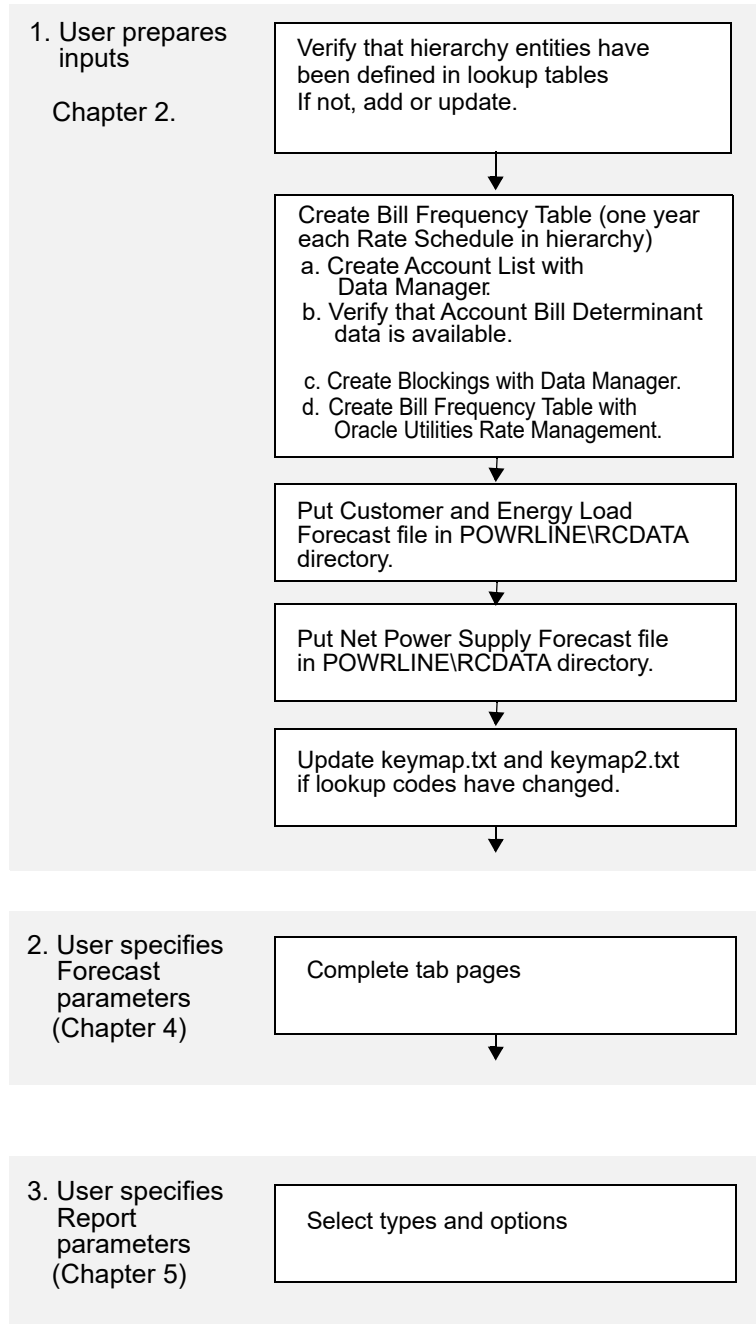 1. User prepares
inputs
Chapter 2.
Verify that hierarchy entities have
been defined in lookup tables
If not, add or update.
Create Bill Frequency Table (one year
each Rate Schedule in hierarchy)
a. Create Account List with
Data Manager.
b. Verify that Account Bill Determinant
data is available.
c. Create Blockings with Data Manager.
d. Create Bill Frequency Table with
Oracle Utilities Rate Management.
Put Customer and Energy Load
Forecast file in POWRLINE\RCDATA
directory.
Put Net Power Supply Forecast file
in POWRLINE\RCDATA directory.
Update keymap.txt and keymap2.txt
if lookup codes have changed.
2. User specifies
Forecast
parameters
(Chapter 4)
Complete tab pages
3. User specifies
Report
parameters
(Chapter 5)
Select types and options